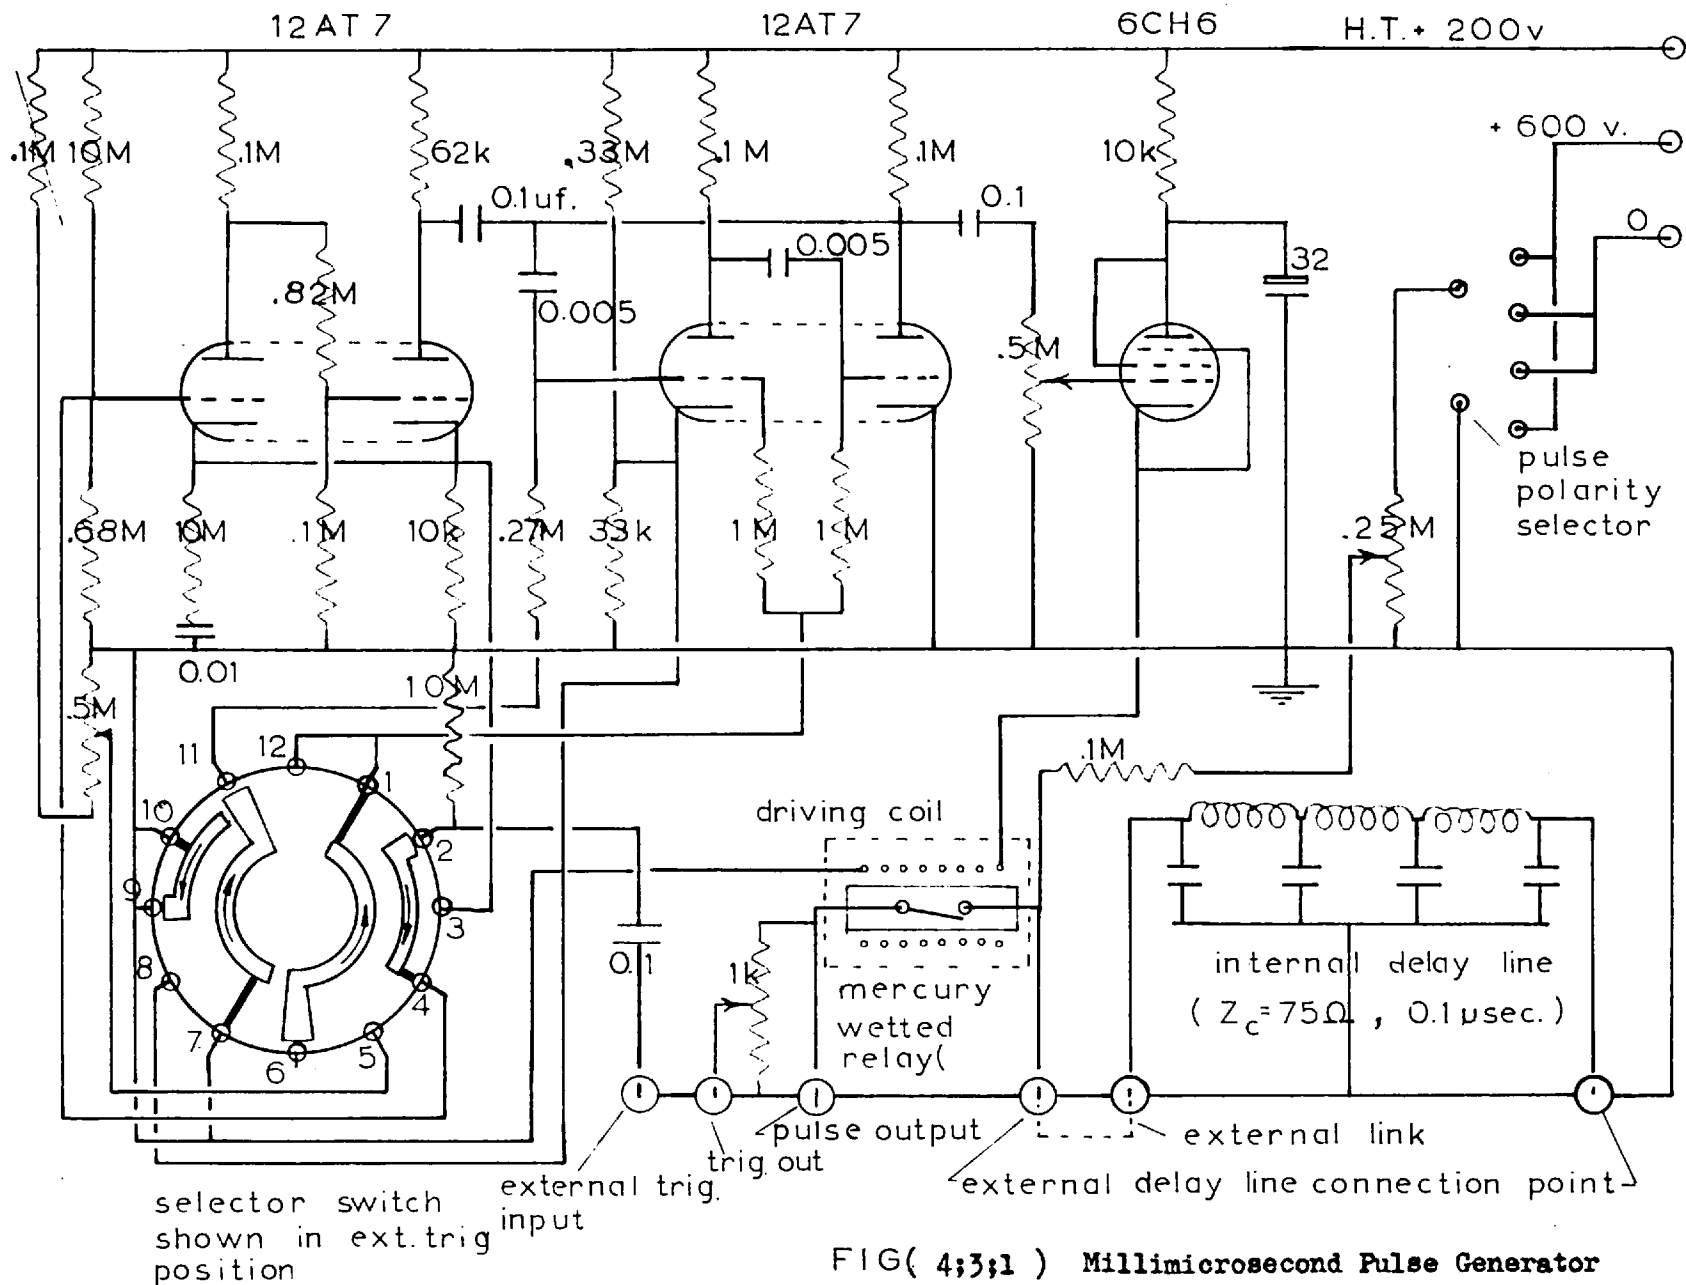 12AT7
12AT7
6CH6
H.T.+ 200v
+ 600 v.
0
.1M
10M
.1M
62k
.33M
.1M
.1M
10k
0.1uf.
0.1
0.005
32
.82M
0.005
.5M
pulse
polarity
selector
.68M
10M
.1M
10k
.27M
33k
1M
1M
.25M
0.01
10M
.5M
11
12
1
10
2
9
3
8
4
7
6
5
.1M
driving coil
0.1
1k
mercury
wetted
relay(
internal delay line
( Zc=75Ω , 0.1μsec.)
pulse output
trig. out
external trig.
input
external link
external delay line connection point
selector switch
shown in ext. trig
position
FIG( 4;3;1 ) Millimicrosecond Pulse Generator